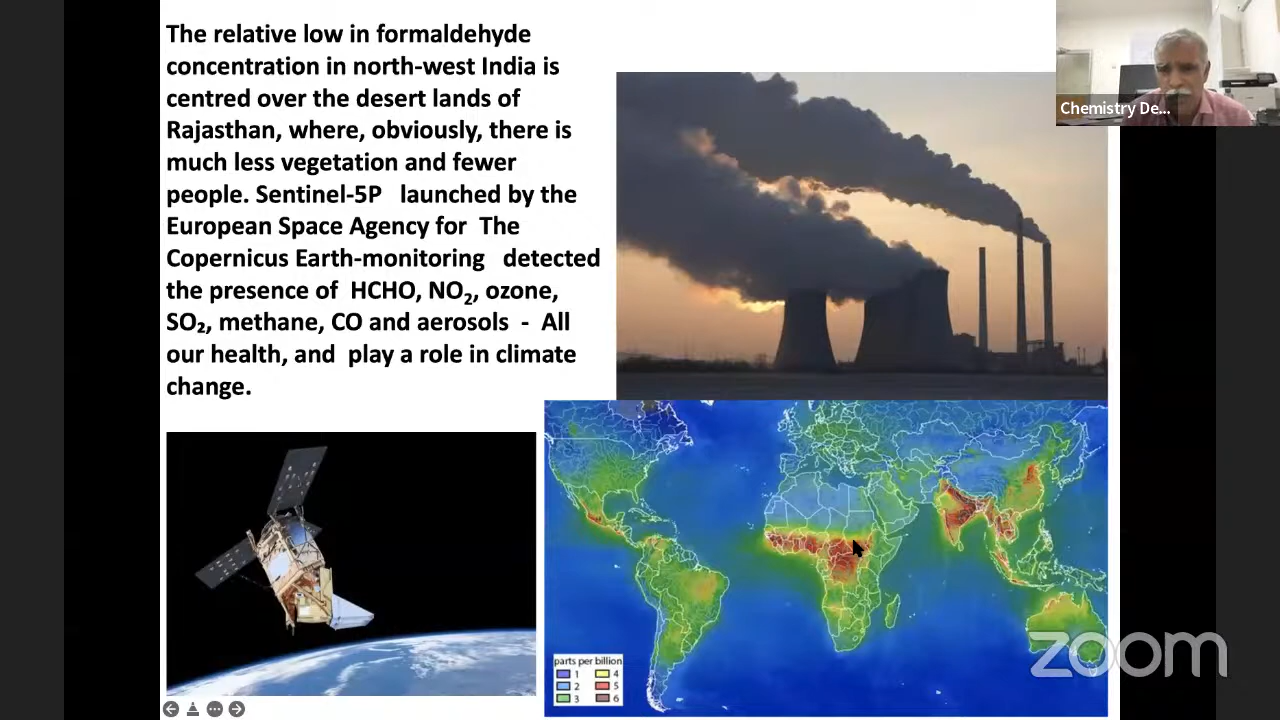 The relative low in formaldehyde
concentration in north-west India is
centred over the desert lands of
Rajasthan, where, obviously, there is
much less vegetation and fewer
people. Sentinel-5P launched by the
European Space Agency for The
Copernicus Earth-monitoring detected
the presence of HCHO, NO₂, ozone,
SO₂, methane, CO and aerosols - All
our health, and play a role in climate
change.
Chemistry De...
parts per billion
1 4
2 5
3 6
zoom